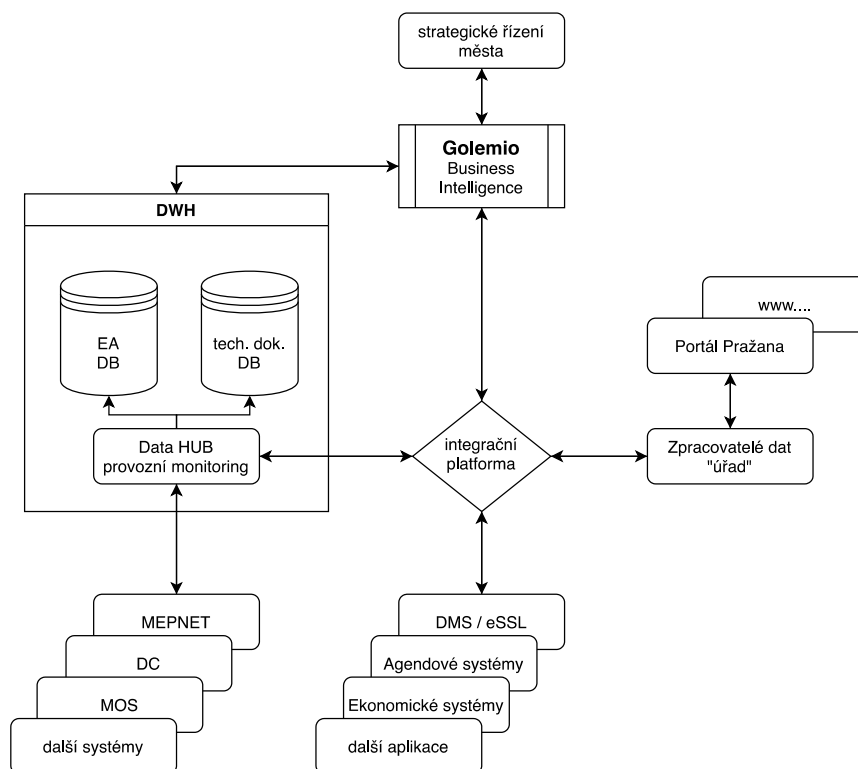 strategické řízení
města
Golemio
Business
Intelligence
DWH
EA
DB
tech. dok.
DB
www....
Portál Pražana
Data HUB
provozní monitoring
integrační
platforma
Zpracovatelé dat
"úřad"
MEPNET
DC
MOS
další systémy
DMS / eSSL
Agendové systémy
Ekonomické systémy
další aplikace